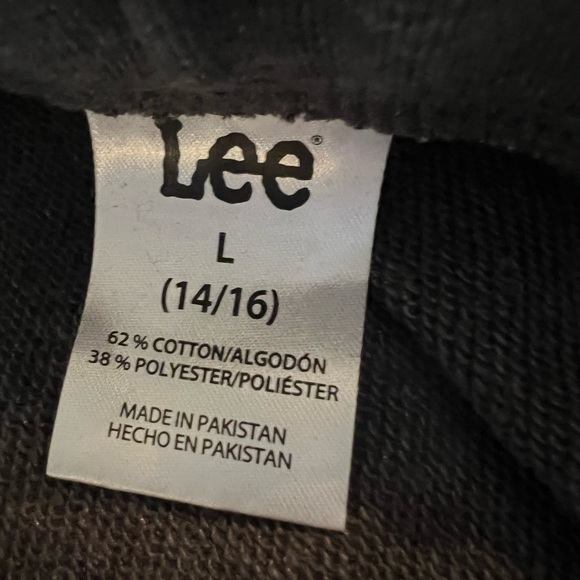 Lee®
L
(14/16)
62 % COTTON/ALGODÓN
38 % POLYESTER/POLIÉSTER
MADE IN PAKISTAN
HECHO EN PAKISTAN